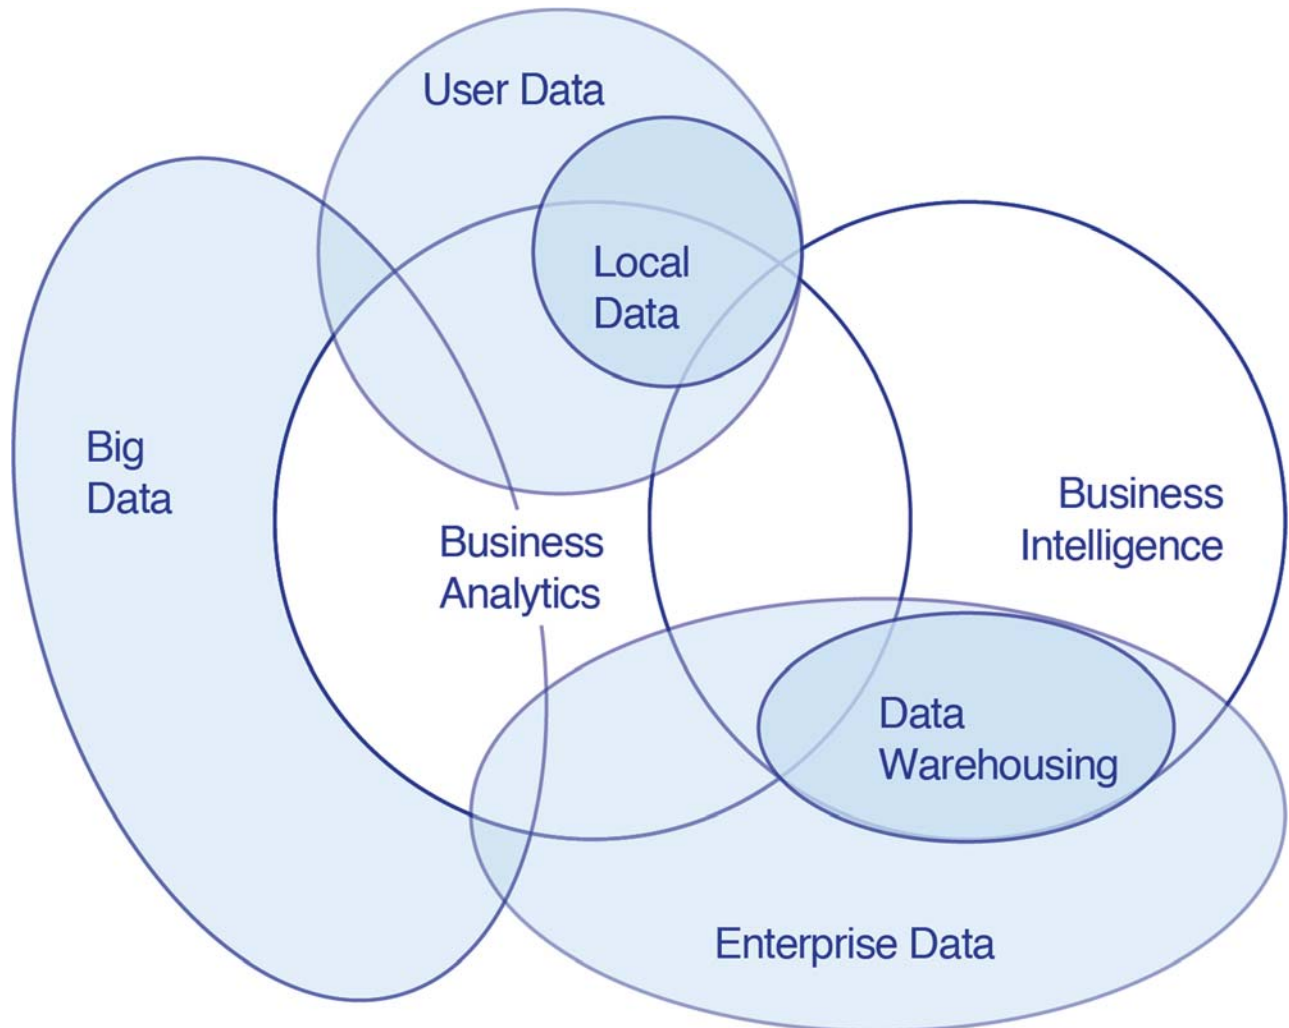 User Data
Local
Data
Big
Data
Business
Intelligence
Business
Analytics
Data
Warehousing
Enterprise Data